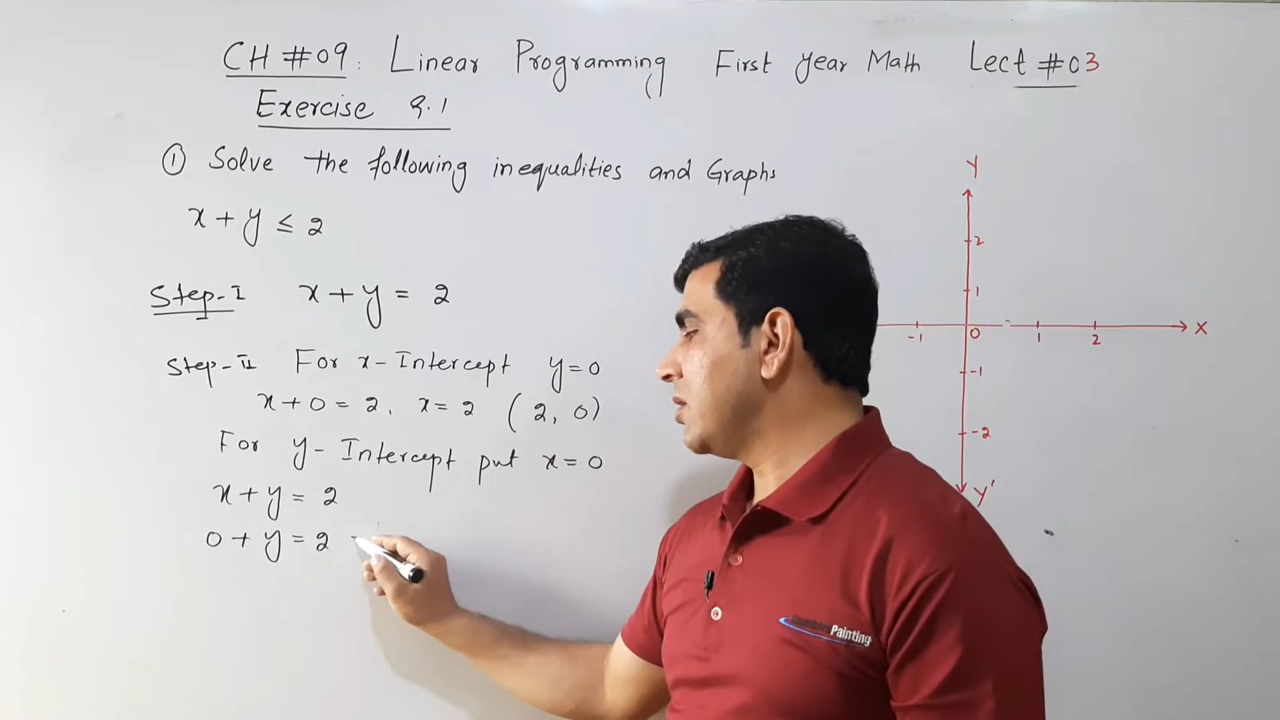 CH #09: Linear Programming First year Math Lect #03
Exercise 9.1
① Solve the following inequalities and Graphs
x + y ≤ 2
Step-I x + y = 2
Step-II For x-Intercept y=0
x + 0 = 2, x = 2 (2, 0)
For y-Intercept put x=0
x + y = 2
0 + y = 2
Y
2
1
-1 0 1 2 X
-1
-2
Y'
Painting